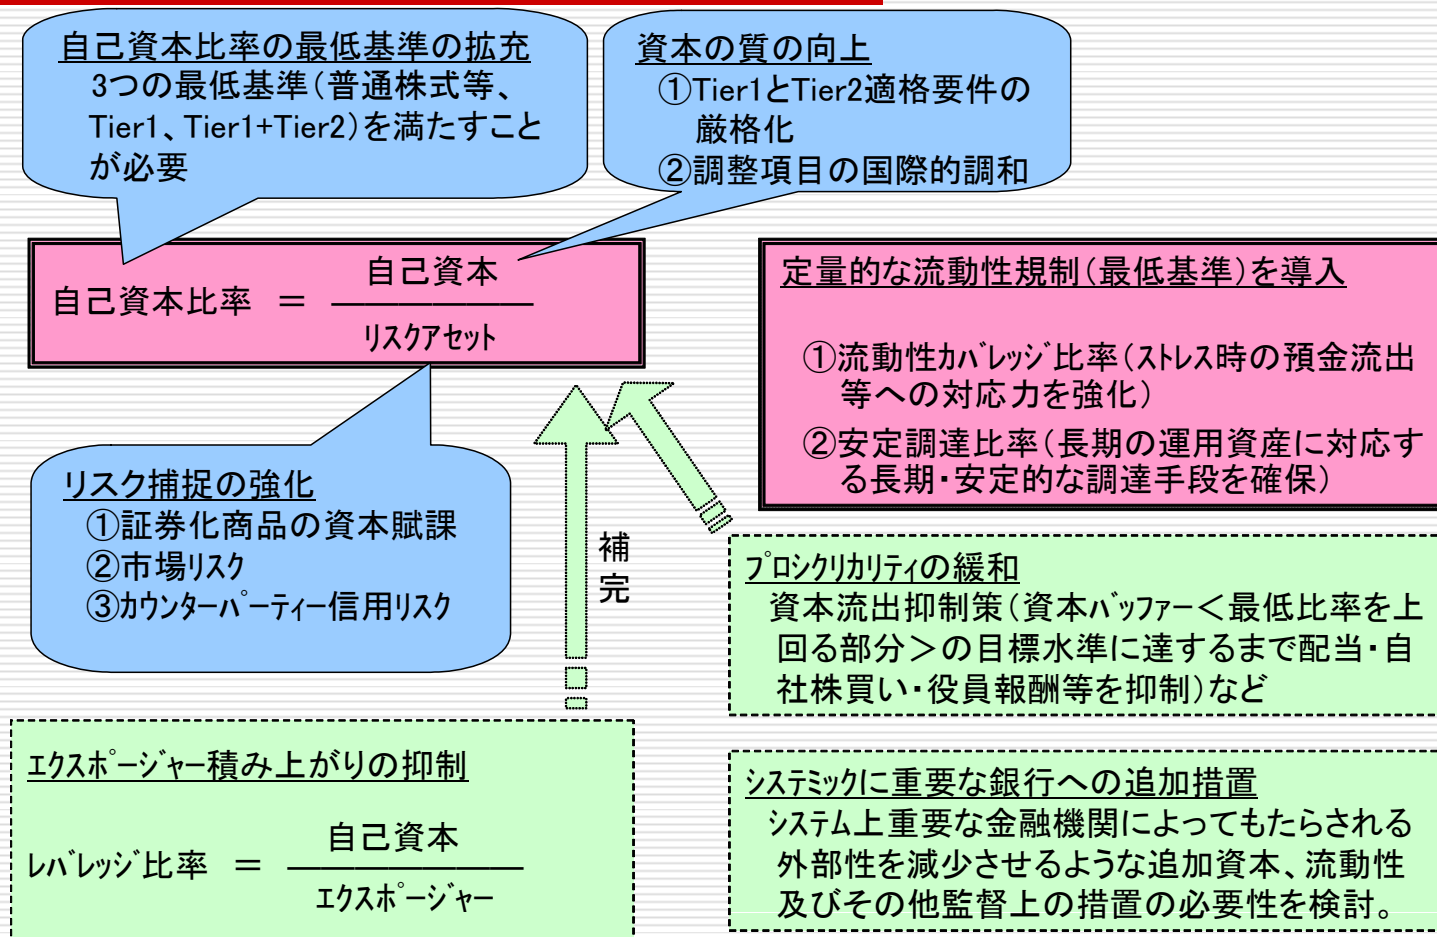 自己資本比率の最低基準の拡充
3つの最低基準（普通株式等、
Tier1、Tier1+Tier2）を満たすこと
が必要
資本の質の向上
①Tier1とTier2適格要件の
厳格化
②調整項目の国際的調和
自己資本比率 ＝ 自己資本
リスクアセット
定量的な流動性規制（最低基準）を導入
①流動性ｶﾊﾞﾚｯｼﾞ比率（ｽﾄﾚｽ時の預金流出
等への対応力を強化）
②安定調達比率（長期の運用資産に対応す
る長期・安定的な調達手段を確保）
リスク捕捉の強化
①証券化商品の資本賦課
②市場ﾘｽｸ
③ｶｳﾝﾀｰﾊﾟｰﾃｨｰ信用ﾘｽｸ
補
完
ﾌﾟﾛｼｸﾘｶﾘﾃｨの緩和
資本流出抑制策（資本ﾊﾞｯﾌｧｰ＜最低比率を上
回る部分＞の目標水準に達するまで配当・自
社株買い・役員報酬等を抑制）など
ｴｸｽﾎﾟｰｼﾞｬｰ積み上がりの抑制
ﾚﾊﾞﾚｯｼﾞ比率 ＝ 自己資本
ｴｸｽﾎﾟｰｼﾞｬｰ
ｼｽﾃﾐｯｸに重要な銀行への追加措置
ｼｽﾃﾑ上重要な金融機関によってもたらされる
外部性を減少させるような追加資本、流動性
及びその他監督上の措置の必要性を検討。